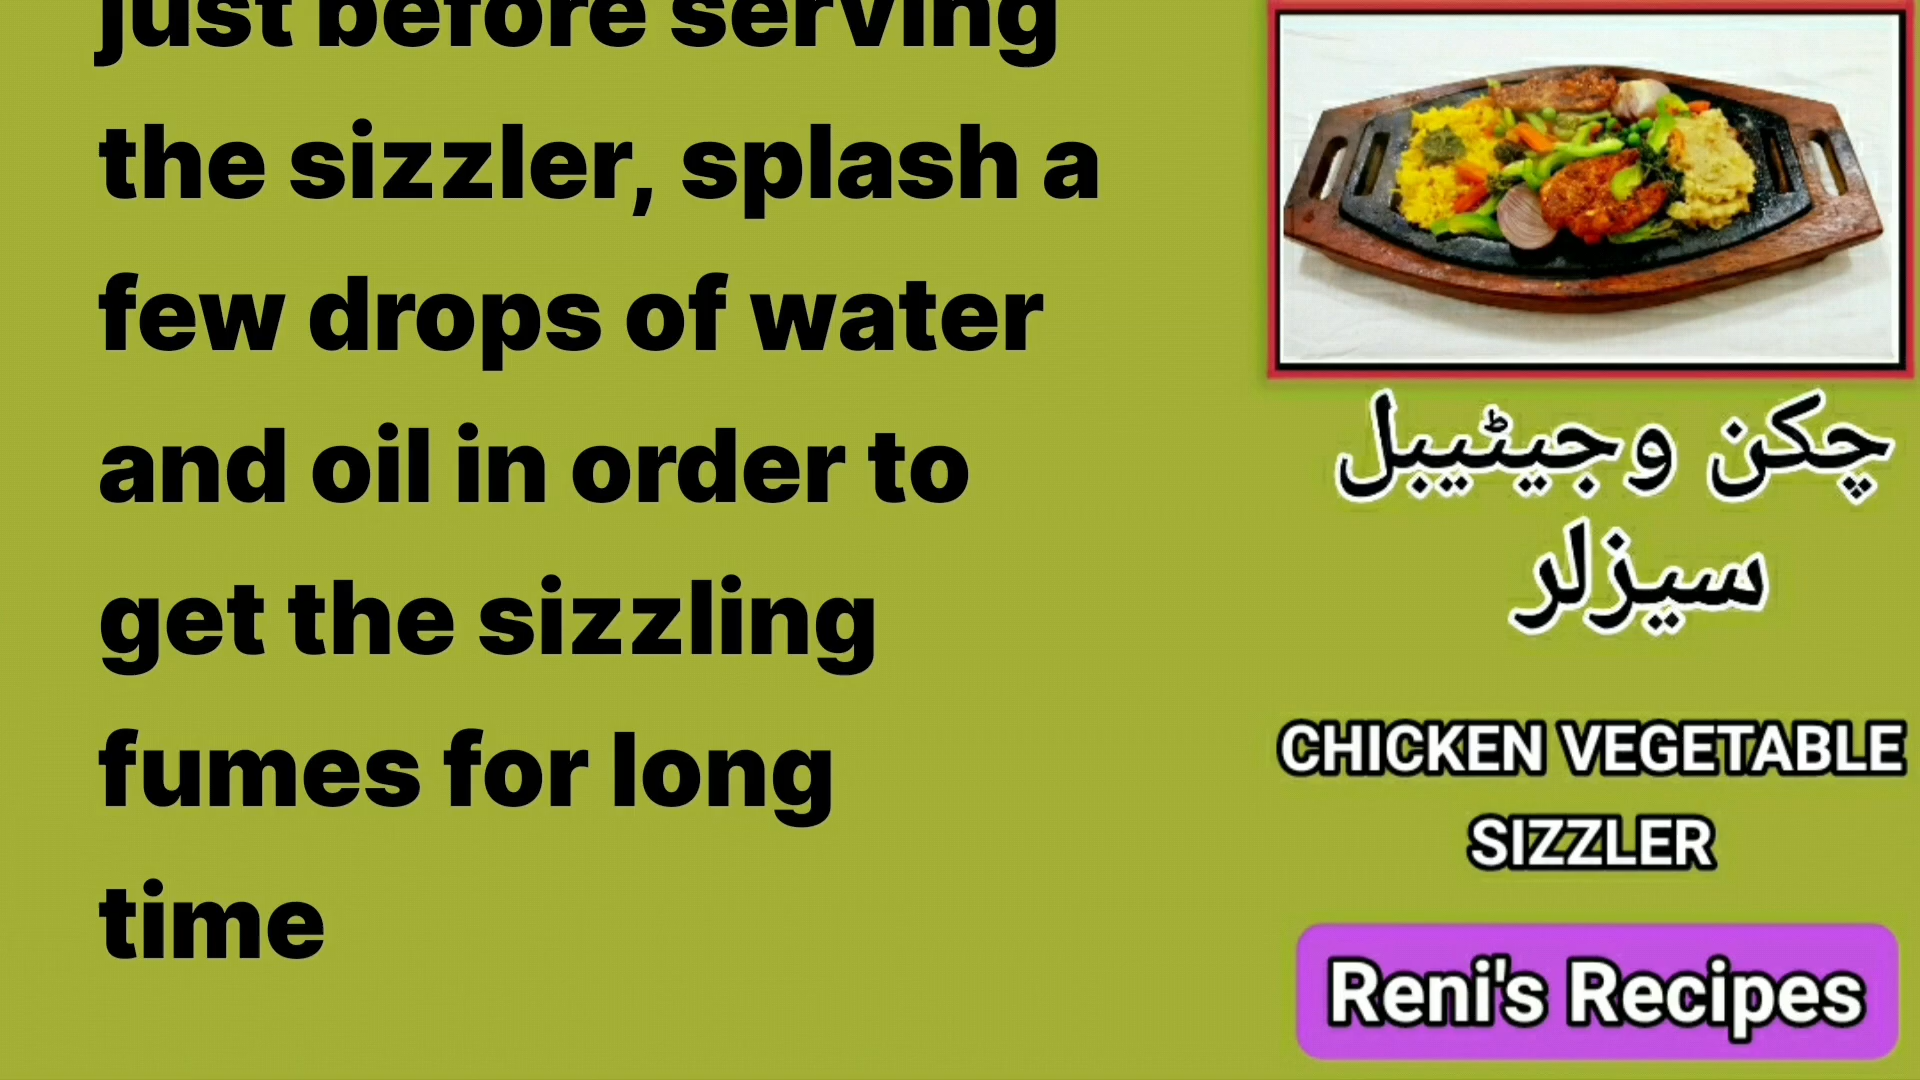 just before serving
the sizzler, splash a
few drops of water
and oil in order to
get the sizzling
fumes for long
time
چکن وجیٹیبل
سیزلر
CHICKEN VEGETABLE
SIZZLER
Reni's Recipes